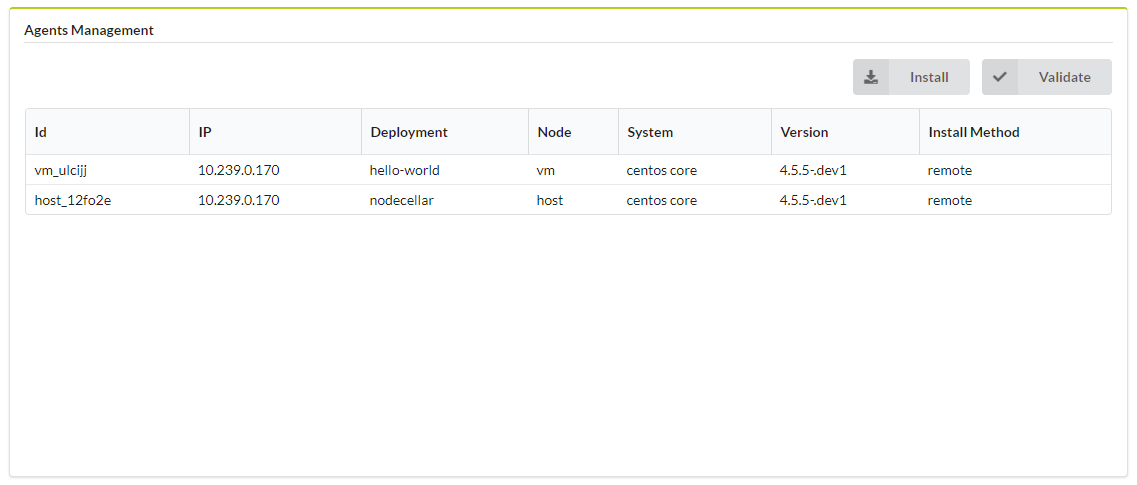 Agents Management
Install Validate
Id IP Deployment Node System Version Install Method
vm_ulcijj 10.239.0.170 hello-world vm centos core 4.5.5-.dev1 remote
host_12fo2e 10.239.0.170 nodecellar host centos core 4.5.5-.dev1 remote